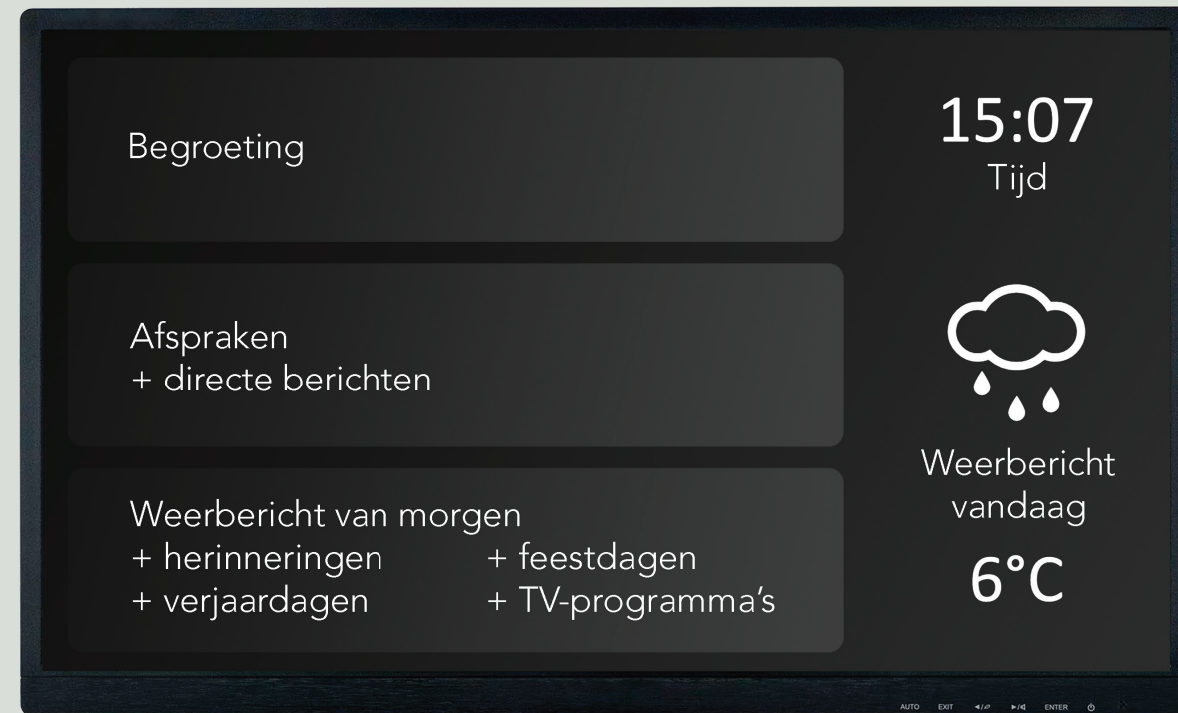 Begroeting
Afspraken
+ directe berichten
Weerbericht van morgen
+ herinneringen + feestdagen
+ verjaardagen + TV-programma's
15:07
Tijd
Weerbericht
vandaag
6°C
AUTO EXIT ENTER